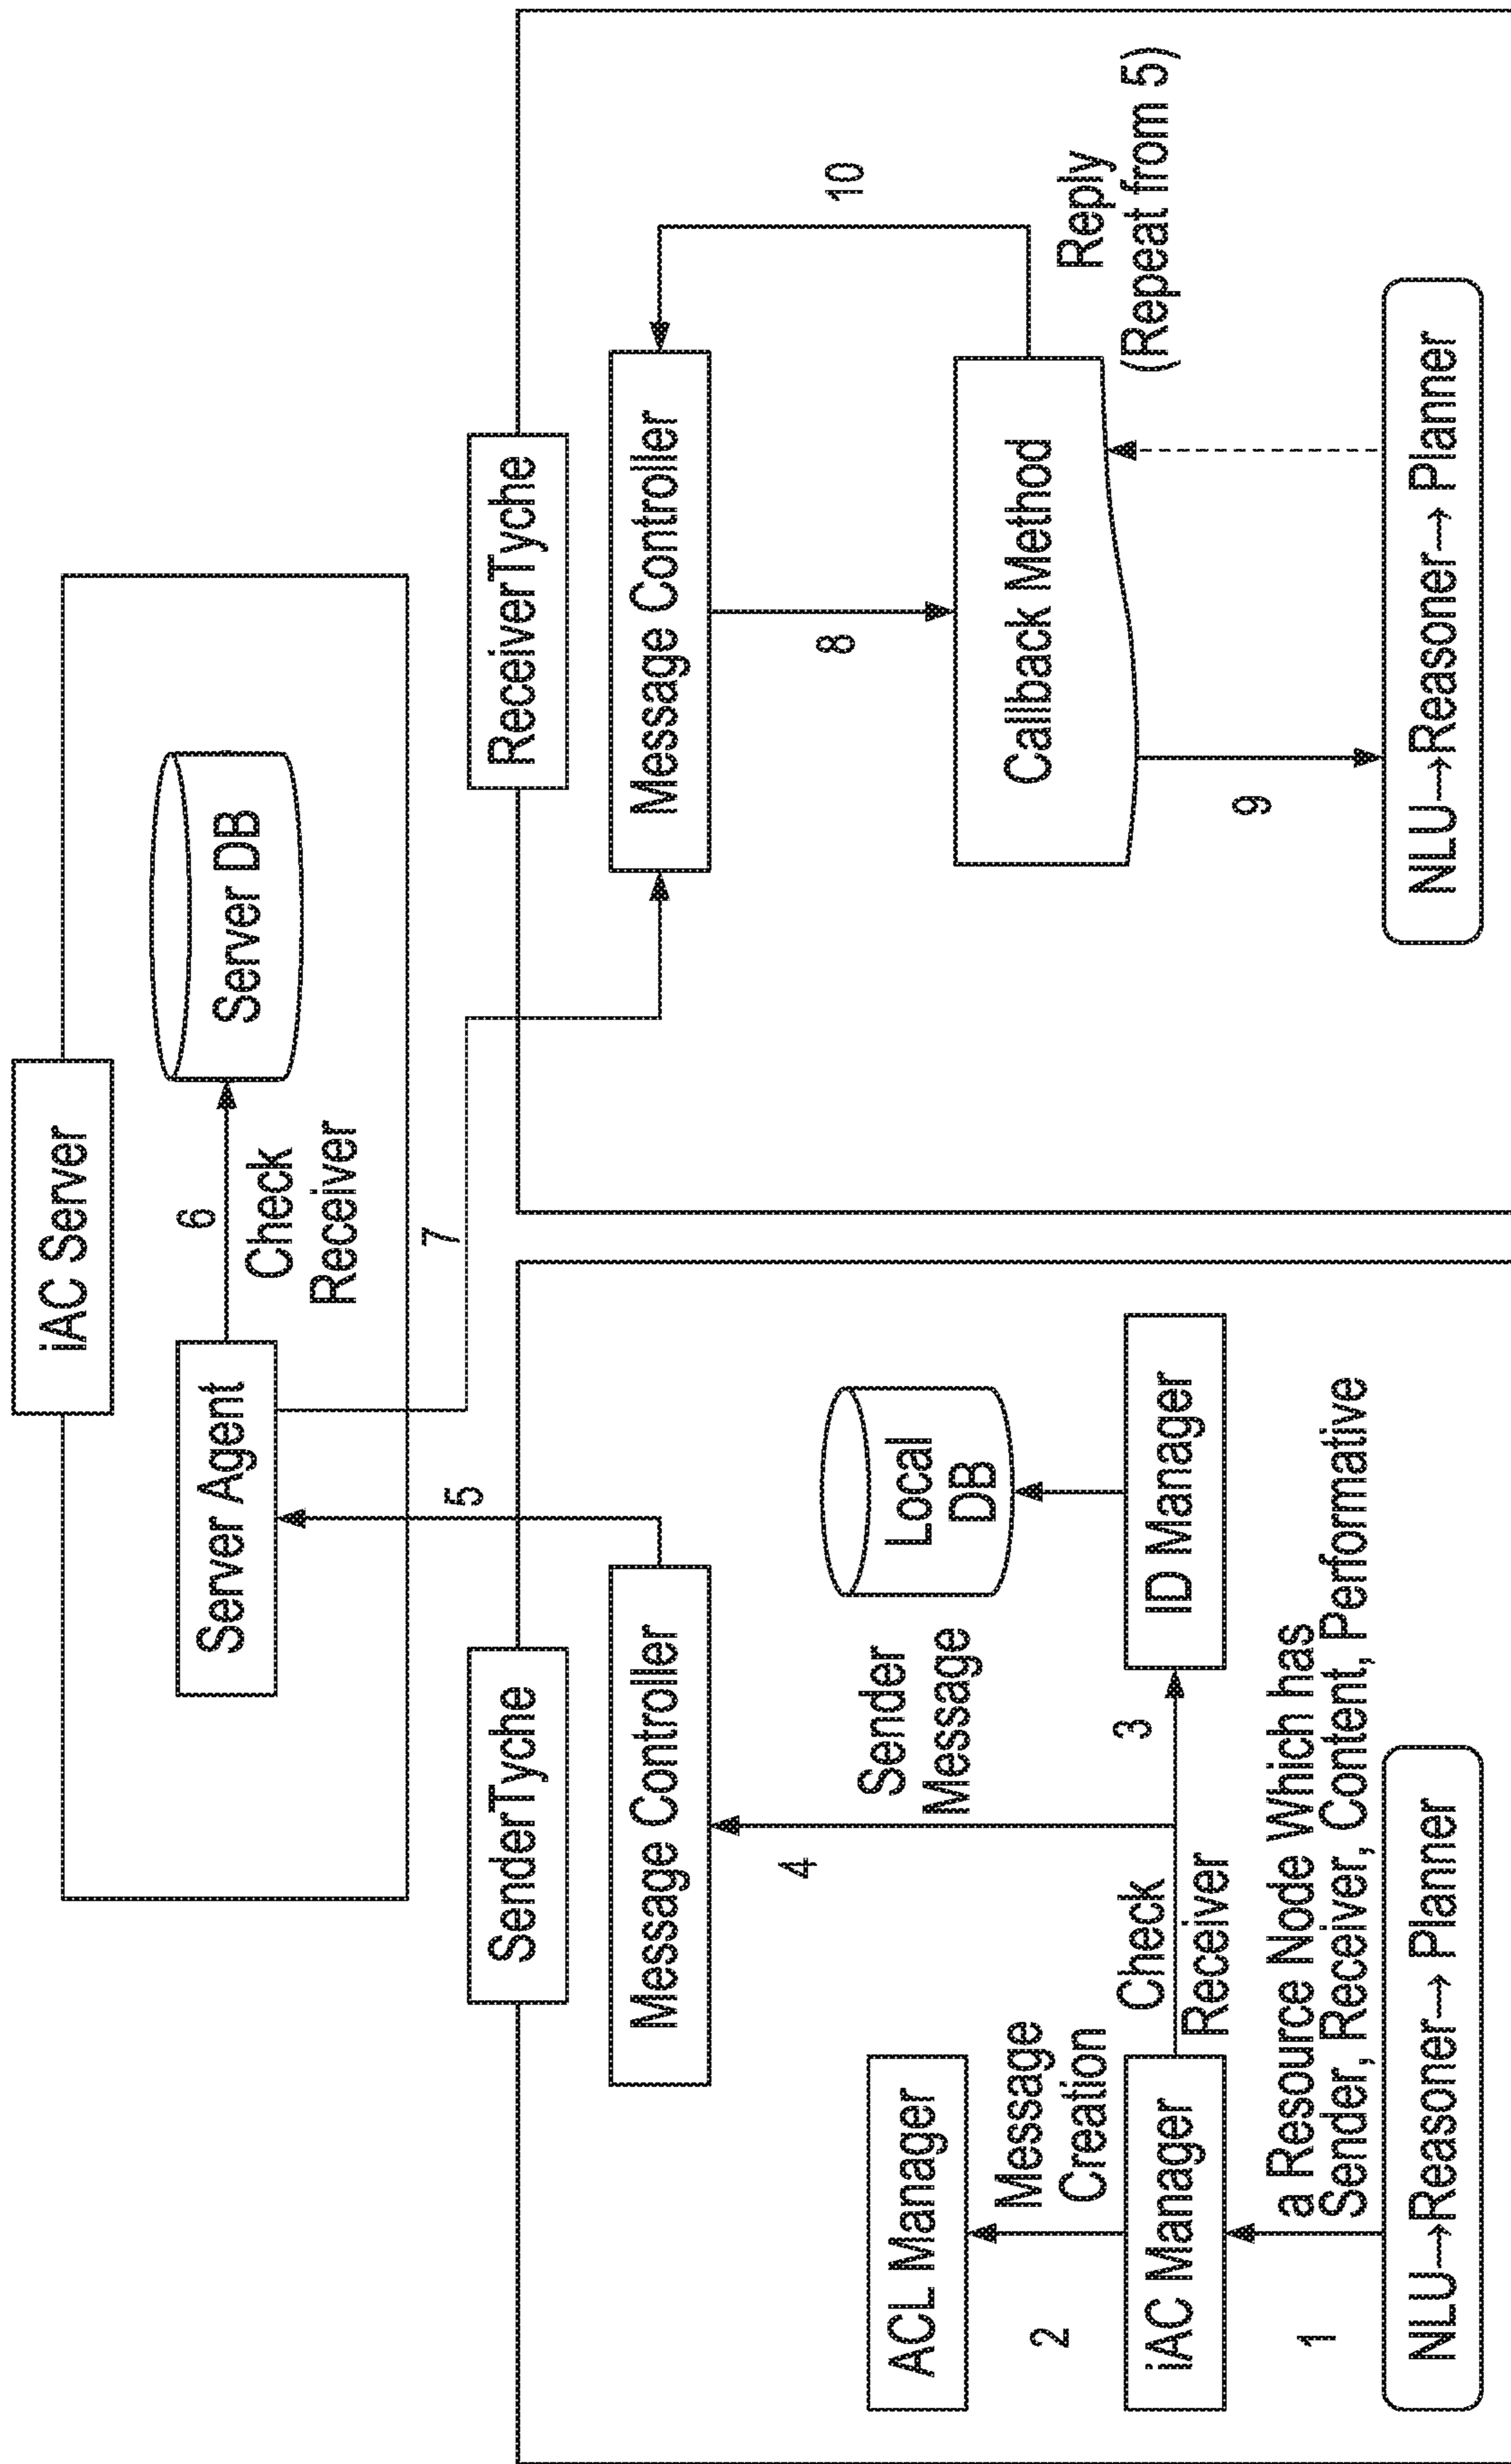 iAC Server
Server Agent
6
Check
Receiver
Server DB
5
7
SenderTyche
Message Controller
4
Sender
Message
Local
DB
ACL Manager
2
Message
Creation
iAC Manager
Check
Receiver
3
ID Manager
1
a Resource Node Which has
Sender, Receiver, Content, Performative
NLU→Reasoner→Planner
ReceiverTyche
Message Controller
8
10
Callback Method
Reply
(Repeat from 5)
9
NLU→Reasoner→Planner